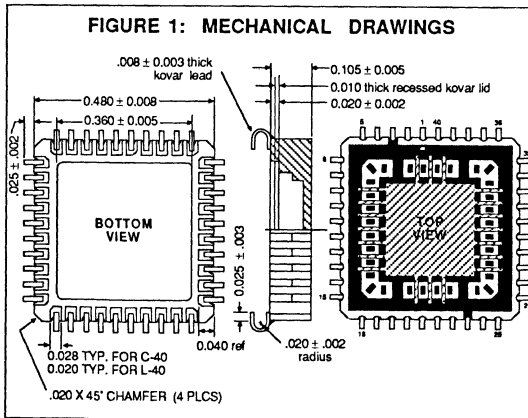 FIGURE 1: MECHANICAL DRAWINGS
.008 ± 0.003 thick
kovar lead
0.105 ± 0.005
0.010 thick recessed kovar lid
0.020 ± 0.002
0.480 ± 0.008
0.360 ± 0.005
.025 ± .002
BOTTOM
VIEW
0.025 ± .003
0.040 ref
.020 ± .002
radius
0.028 TYP. FOR C-40
0.020 TYP. FOR L-40
.020 X 45° CHAMFER (4 PLCS)
TOP
VIEW
6
1
40
36
16